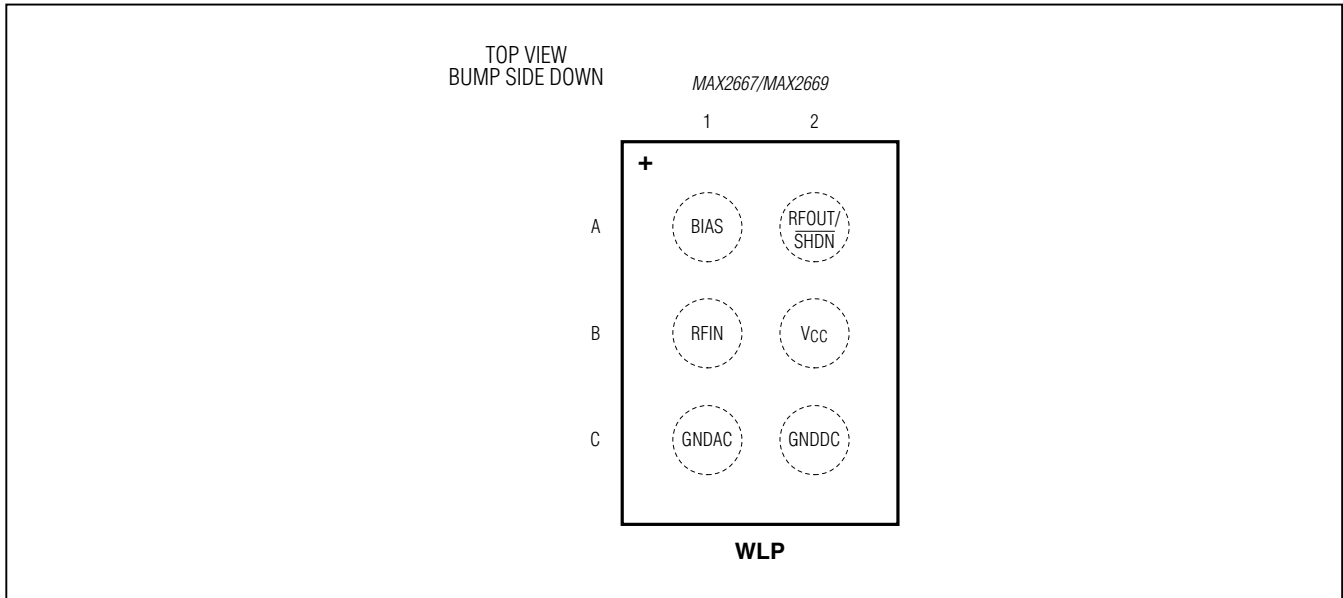 TOP VIEW
BUMP SIDE DOWN
MAX2667/MAX2669
1 2
+
A BIAS RFOUT/
SHDN
B RFIN VCC
C GNDAC GNDDC
WLP